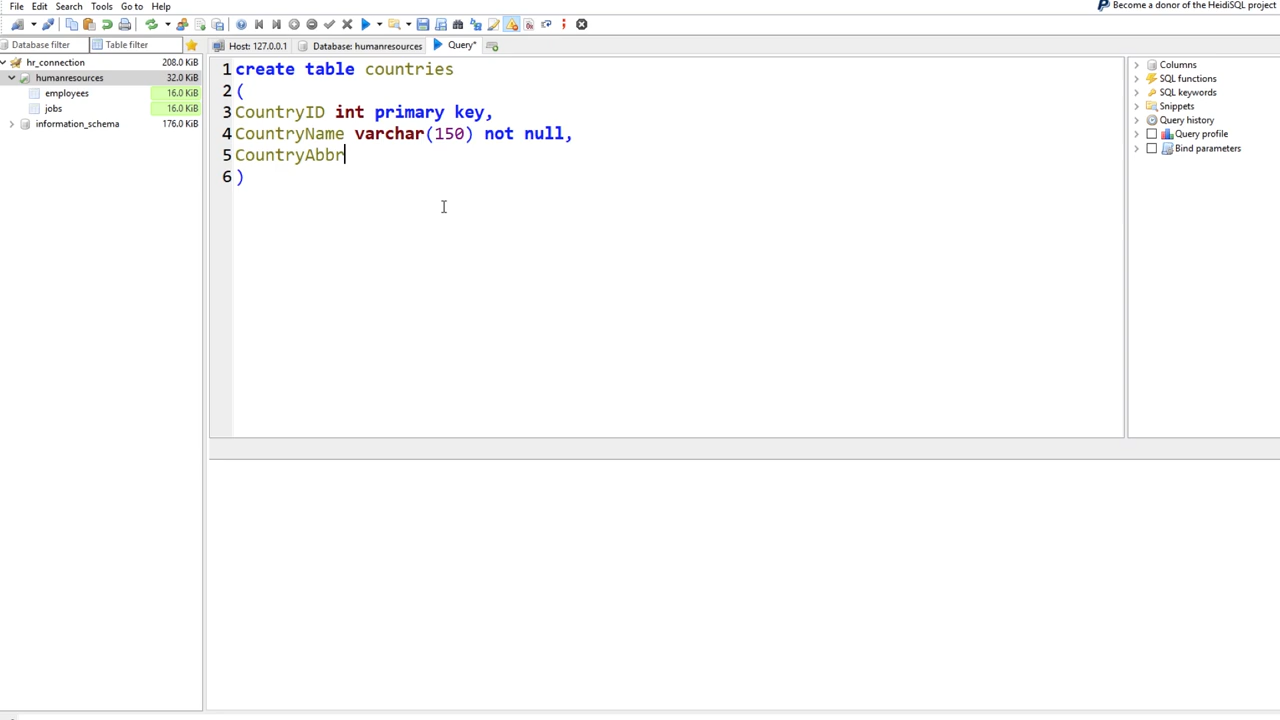 File Edit Search Tools Go to Help
Become a donor of the HeidiSQL project
Database filter Table filter
Host: 127.0.0.1 Database: humanresources Query*
hr_connection 208.0 KiB
humanresources 32.0 KiB
employees 16.0 KiB
jobs 16.0 KiB
information_schema 176.0 KiB
1 create table countries
2 (
3 CountryID int primary key,
4 CountryName varchar(150) not null,
5 CountryAbbr
6 )
Columns
SQL functions
SQL keywords
Snippets
Query history
Query profile
Bind parameters